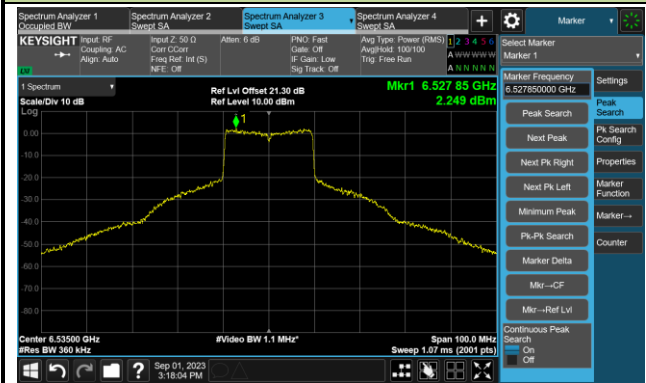 Spectrum Analyzer 1
Occupied BW
Spectrum Analyzer 2
Swept SA
Spectrum Analyzer 3
Swept SA
Spectrum Analyzer 4
Swept SA
Marker
KEYSIGHT
Input: RF
Coupling: AC
Align: Auto
Input Z: 50 Ω
Corr CCorr
Freq Ref: Int (S)
NFE: Off
Atten: 6 dB
PNO: Fast
Gate: Off
IF Gain: Low
Sig Track: Off
Avg Type: Power (RMS)
Avg|Hold: 100/100
Trig: Free Run
1 2 3 4 5 6
A W W W W W
A N N N N N
LXI
Select Marker
Marker 1
1 Spectrum
Scale/Div 10 dB
Log
Ref Lvl Offset 21.30 dB
Ref Level 10.00 dBm
Mkr1 6.527 85 GHz
2.249 dBm
1
0.00
-10.0
-20.0
-30.0
-40.0
-50.0
-60.0
-70.0
-80.0
Center 6.53500 GHz
#Res BW 360 kHz
#Video BW 1.1 MHz*
Span 100.0 MHz
Sweep 1.07 ms (2001 pts)
Marker Frequency
6.527850000 GHz
Peak Search
Next Peak
Next Pk Right
Next Pk Left
Minimum Peak
Pk-Pk Search
Marker Delta
Mkr→CF
Mkr→Ref Lvl
Continuous Peak
Search
On
Off
Settings
Peak
Search
Pk Search
Config
Properties
Marker
Function
Marker→
Counter
Sep 01, 2023
3:18:04 PM